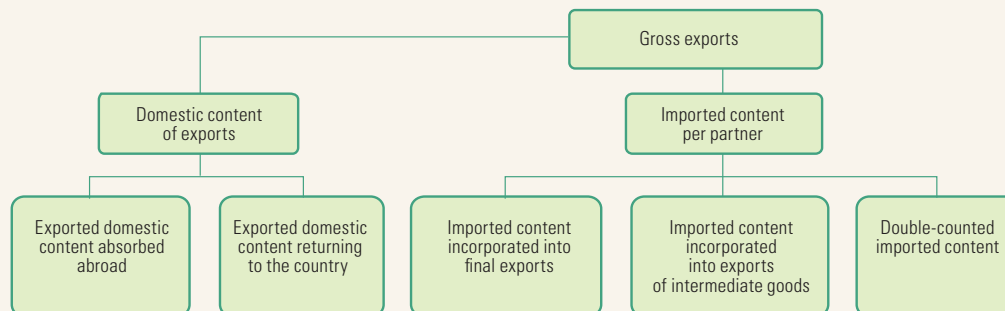 Gross exports
Domestic content
of exports
Imported content
per partner
Exported domestic
content absorbed
abroad
Exported domestic
content returning
to the country
Imported content
incorporated into
final exports
Imported content
incorporated
into exports
of intermediate goods
Double-counted
imported content